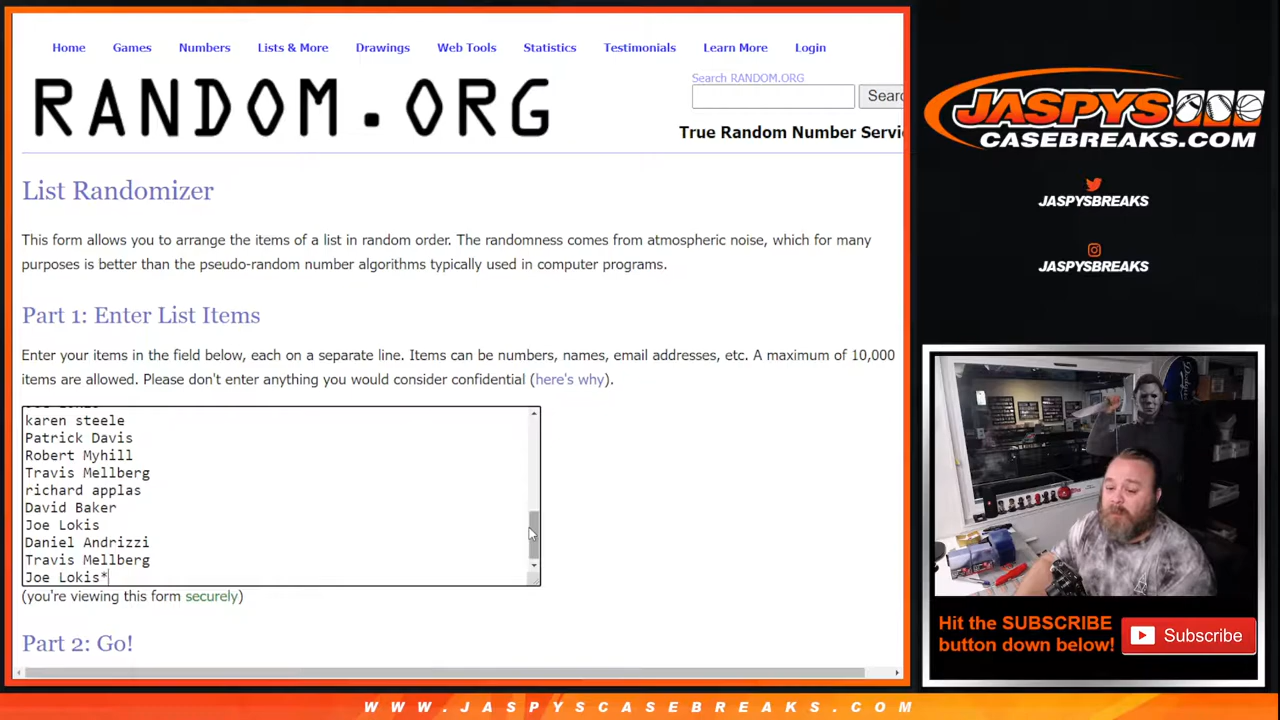 Home Games Numbers Lists & More Drawings Web Tools Statistics Testimonials Learn More Login
RANDOM.ORG
Search RANDOM.ORG
Searc
True Random Number Servi
List Randomizer
This form allows you to arrange the items of a list in random order. The randomness comes from atmospheric noise, which for many
purposes is better than the pseudo-random number algorithms typically used in computer programs.
Part 1: Enter List Items
Enter your items in the field below, each on a separate line. Items can be numbers, names, email addresses, etc. A maximum of 10,000
items are allowed. Please don't enter anything you would consider confidential (here's why).
karen steele
Patrick Davis
Robert Myhill
Travis Mellberg
richard applas
David Baker
Joe Lokis
Daniel Andrizzi
Travis Mellberg
Joe Lokis*
(you're viewing this form securely)
Part 2: Go!
JASPYS
CASEBREAKS.COM
JASPYSBREAKS
JASPYSBREAKS
Hit the SUBSCRIBE
button down below!
Subscribe
WWW.JASPYSCASEBREAKS.COM